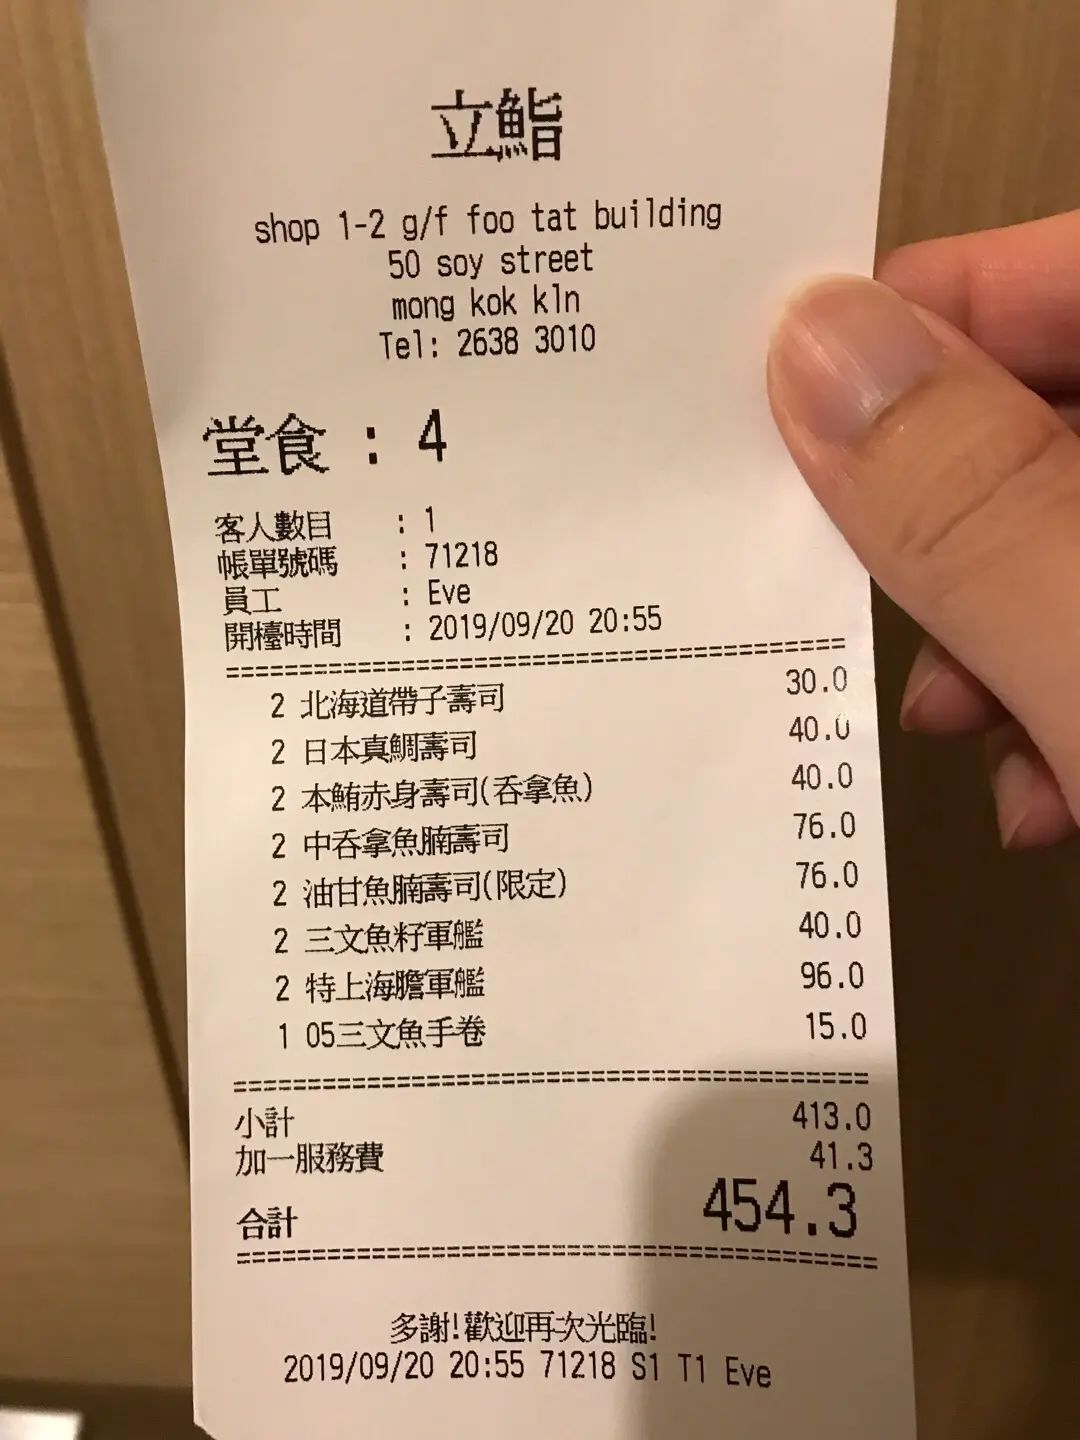 立鮨
shop 1-2 g/f foo tat building
50 soy street
mong kok kln
Tel: 2638 3010
堂食 : 4
客人數目 : 1
帳單號碼 : 71218
員工 : Eve
開檯時間 : 2019/09/20 20:55
2 北海道帶子壽司 30.0
2 日本真鯛壽司 40.0
2 本鮪赤身壽司(吞拿魚) 40.0
2 中吞拿魚腩壽司 76.0
2 油甘魚腩壽司(限定) 76.0
2 三文魚籽軍艦 40.0
2 特上海膽軍艦 96.0
1 05三文魚手卷 15.0
小計 413.0
加一服務費 41.3
合計 454.3
多謝!歡迎再次光臨!
2019/09/20 20:55 71218 S1 T1 Eve